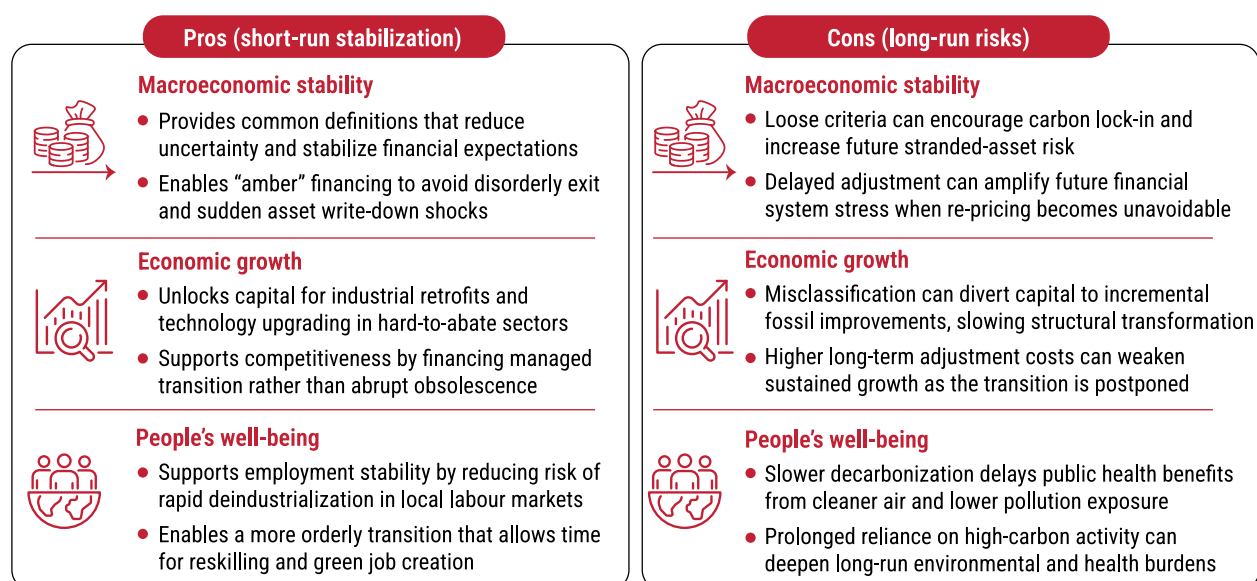 Pros (short-run stabilization)
Macroeconomic stability
• Provides common definitions that reduce
uncertainty and stabilize financial expectations
• Enables “amber” financing to avoid disorderly exit
and sudden asset write-down shocks
Economic growth
• Unlocks capital for industrial retrofits and
technology upgrading in hard-to-abate sectors
• Supports competitiveness by financing managed
transition rather than abrupt obsolescence
People’s well-being
• Supports employment stability by reducing risk of
rapid deindustrialization in local labour markets
• Enables a more orderly transition that allows time
for reskilling and green job creation
Cons (long-run risks)
Macroeconomic stability
• Loose criteria can encourage carbon lock-in and
increase future stranded-asset risk
• Delayed adjustment can amplify future financial
system stress when re-pricing becomes unavoidable
Economic growth
• Misclassification can divert capital to incremental
fossil improvements, slowing structural transformation
• Higher long-term adjustment costs can weaken
sustained growth as the transition is postponed
People’s well-being
• Slower decarbonization delays public health benefits
from cleaner air and lower pollution exposure
• Prolonged reliance on high-carbon activity can
deepen long-run environmental and health burdens